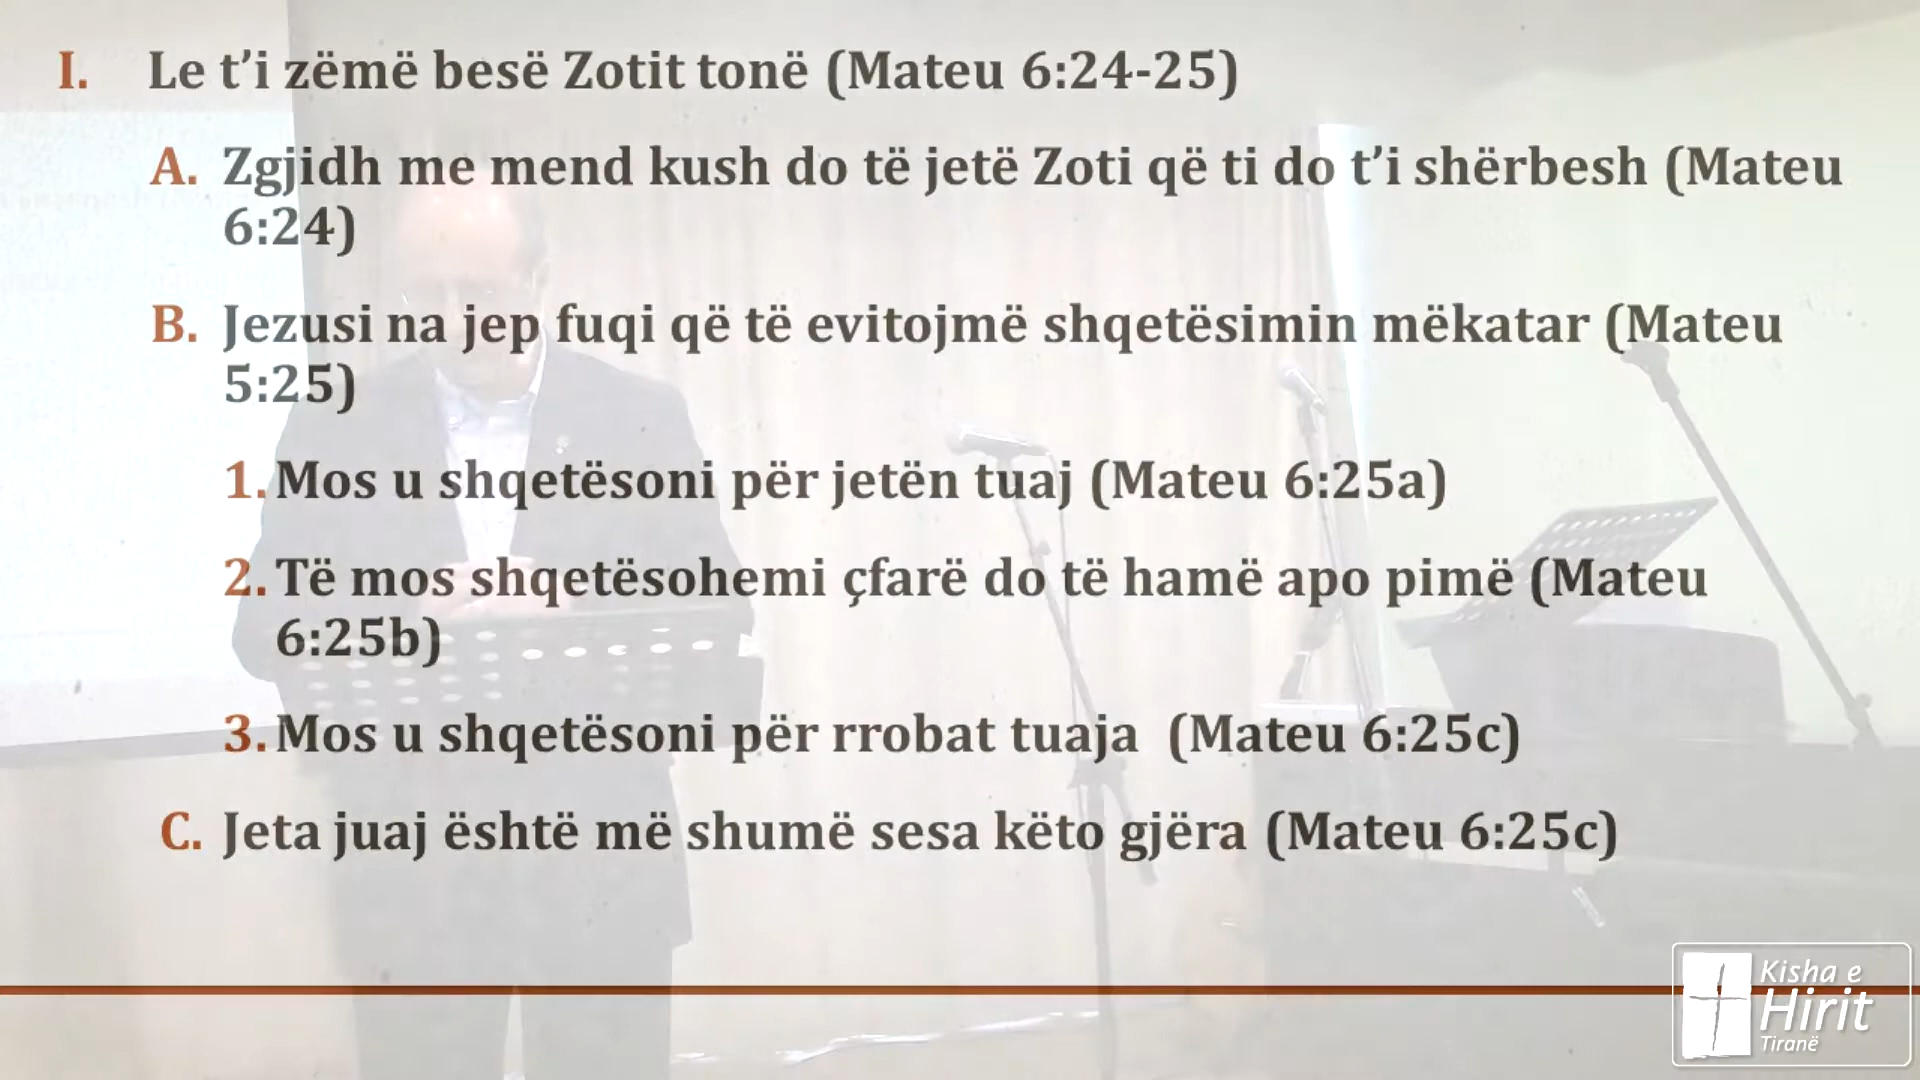 I. Le t’i zëmë besë Zotit tonë (Mateu 6:24-25)
A. Zgjidh me mend kush do të jetë Zoti që ti do t’i shërbesh (Mateu
6:24)
B. Jezusi na jep fuqi që të evitojmë shqetësimin mëkatar (Mateu
5:25)
1. Mos u shqetësoni për jetën tuaj (Mateu 6:25a)
2. Të mos shqetësohemi çfarë do të hamë apo pimë (Mateu
6:25b)
3. Mos u shqetësoni për rrobat tuaja (Mateu 6:25c)
C. Jeta juaj është më shumë sesa këto gjëra (Mateu 6:25c)
Kisha e
Hirit
Tiranë